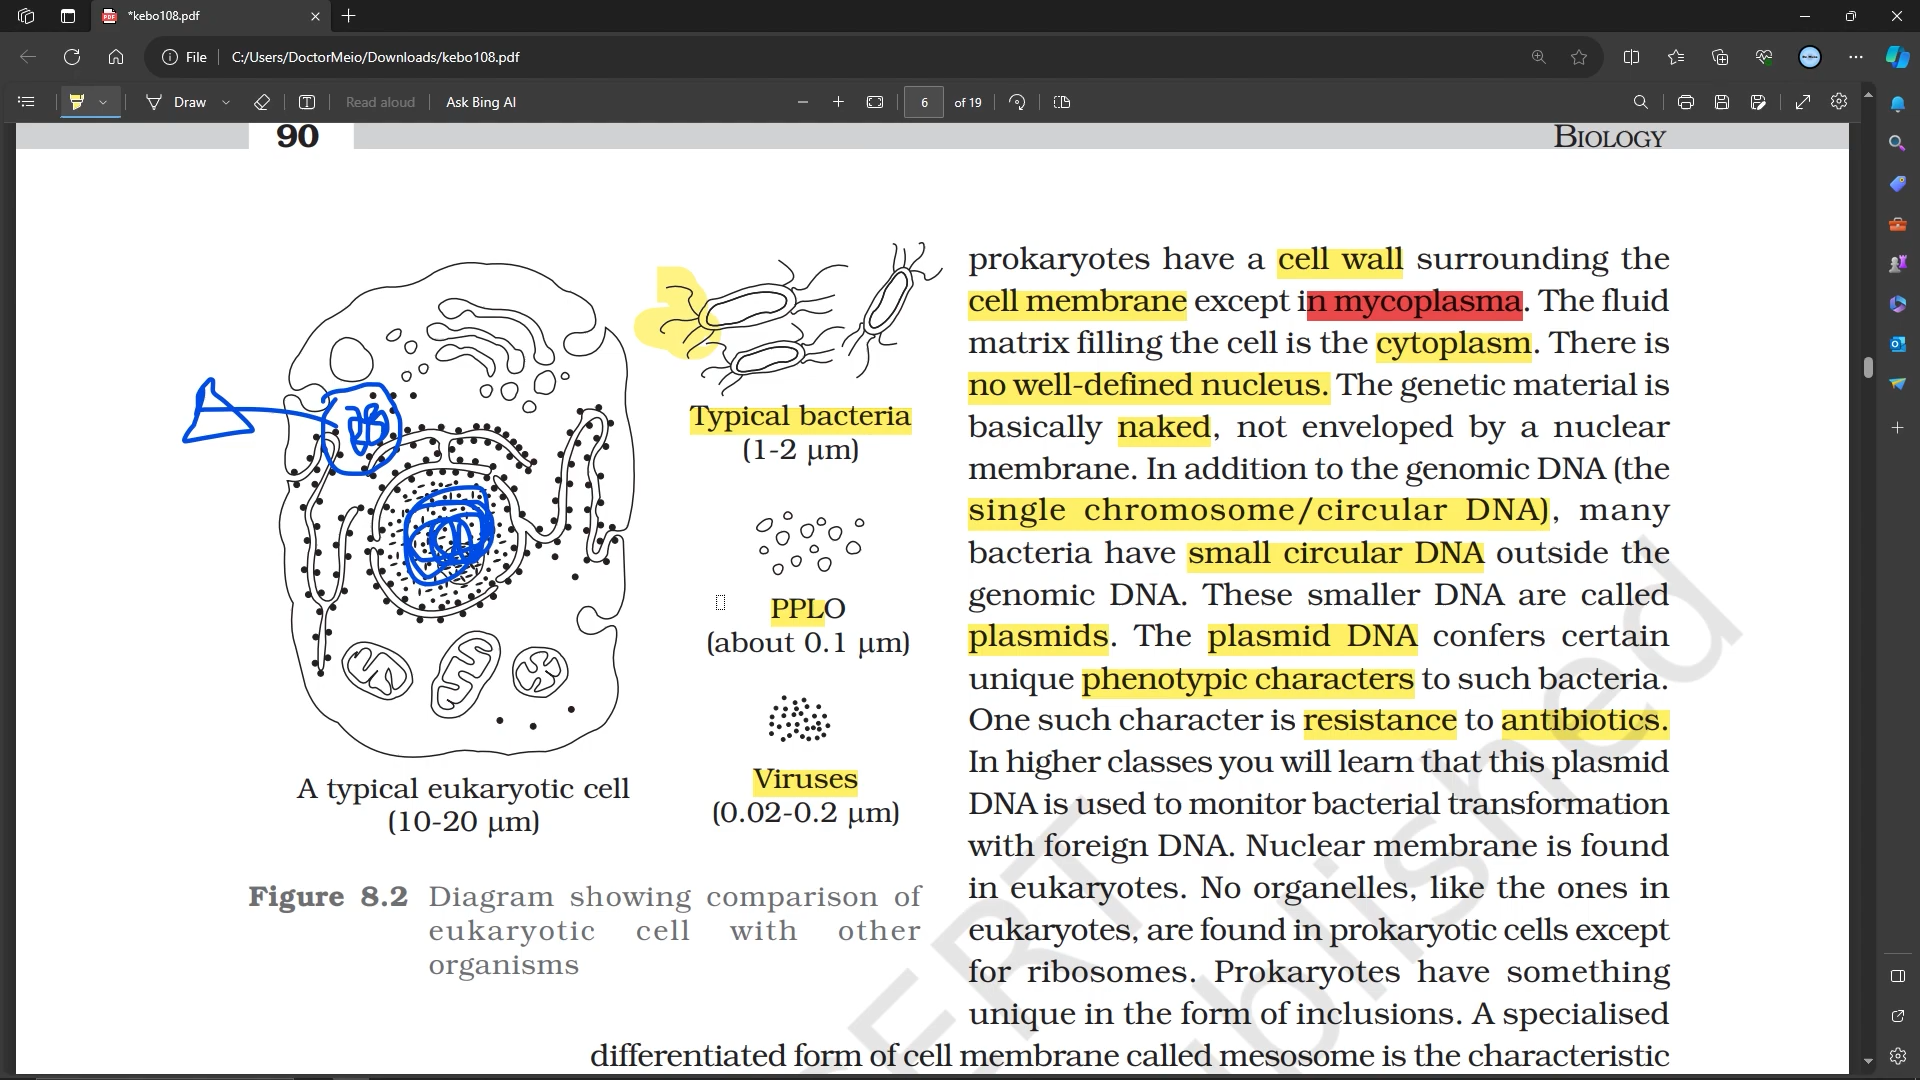 *kebo108.pdf
File
C:/Users/DoctorMeio/Downloads/kebo108.pdf
Draw
Read aloud
Ask Bing AI
6 of 19
90
BIOLOGY
Typical bacteria
(1-2 µm)
PPLO
(about 0.1 µm)
Viruses
(0.02-0.2 µm)
A typical eukaryotic cell
(10-20 µm)
Figure 8.2 Diagram showing comparison of
eukaryotic cell with other
organisms
prokaryotes have a cell wall surrounding the
cell membrane except in mycoplasma. The fluid
matrix filling the cell is the cytoplasm. There is
no well-defined nucleus. The genetic material is
basically naked, not enveloped by a nuclear
membrane. In addition to the genomic DNA (the
single chromosome/circular DNA), many
bacteria have small circular DNA outside the
genomic DNA. These smaller DNA are called
plasmids. The plasmid DNA confers certain
unique phenotypic characters to such bacteria.
One such character is resistance to antibiotics.
In higher classes you will learn that this plasmid
DNA is used to monitor bacterial transformation
with foreign DNA. Nuclear membrane is found
in eukaryotes. No organelles, like the ones in
eukaryotes, are found in prokaryotic cells except
for ribosomes. Prokaryotes have something
unique in the form of inclusions. A specialised
differentiated form of cell membrane called mesosome is the characteristic